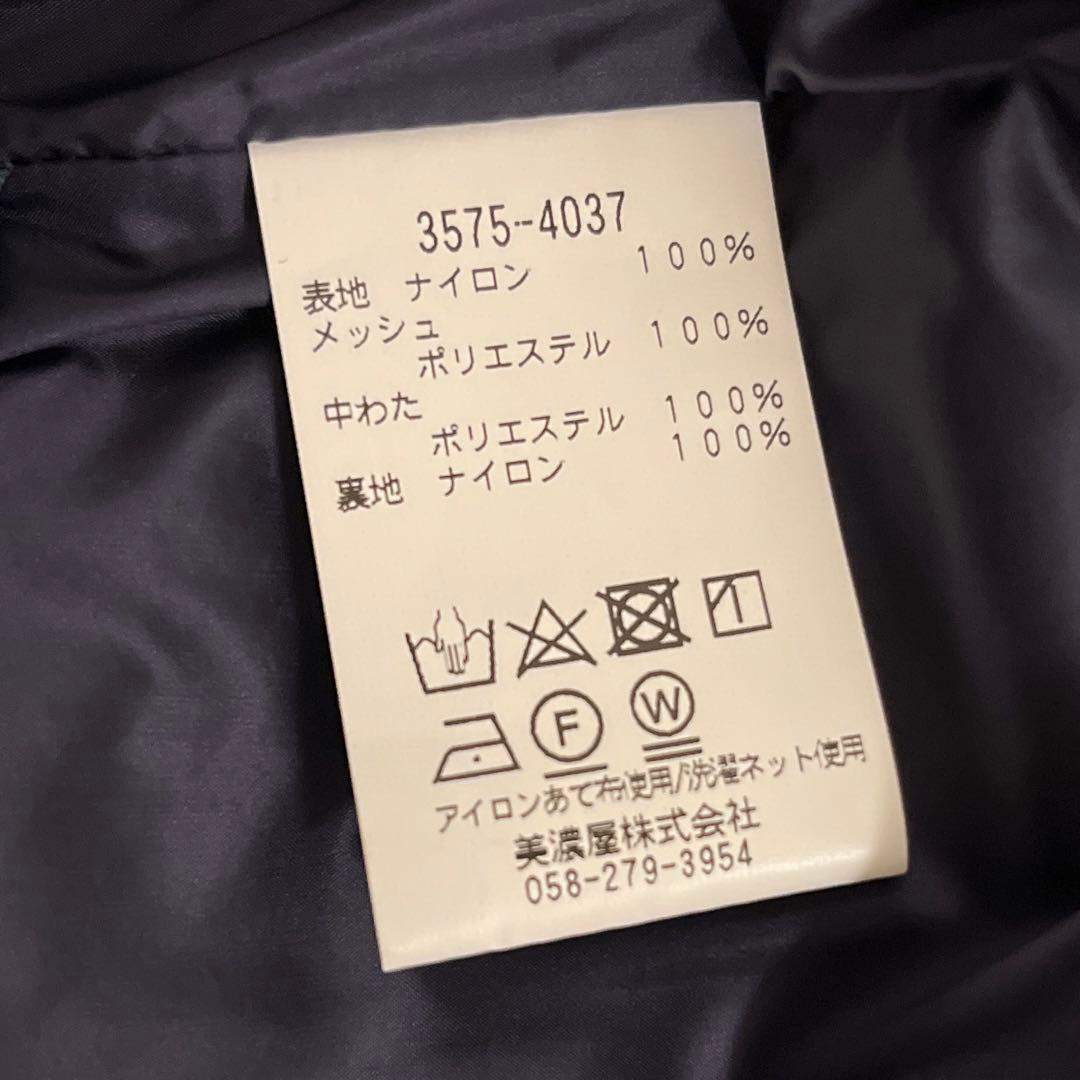 3575-4037
表地 ナイロン 100%
メッシュ
ポリエステル 100%
中わた
ポリエステル 100%
裏地 ナイロン 100%
F W
アイロンあて布使用/洗濯ネット使用
美濃屋株式会社
058-279-3954